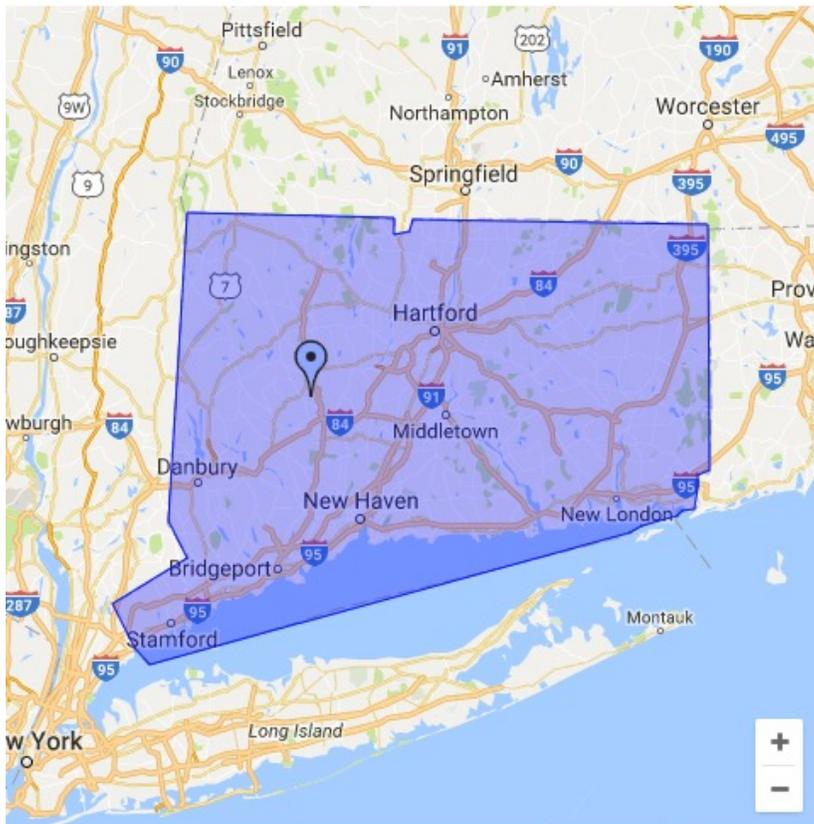 Pittsfield
202
91
190
90
Lenox
Amherst
9W
Stockbridge
Northampton
Worcester
495
90
Springfield
9
395
ingston
395
7
84
87
Hartford
Prov
oughkeepsie
Wa
95
91
wburgh
84
84
Middletown
Danbury
95
New Haven
New London
95
Bridgeport
287
95
Stamford
Montauk
95
Long Island
w York
+
−